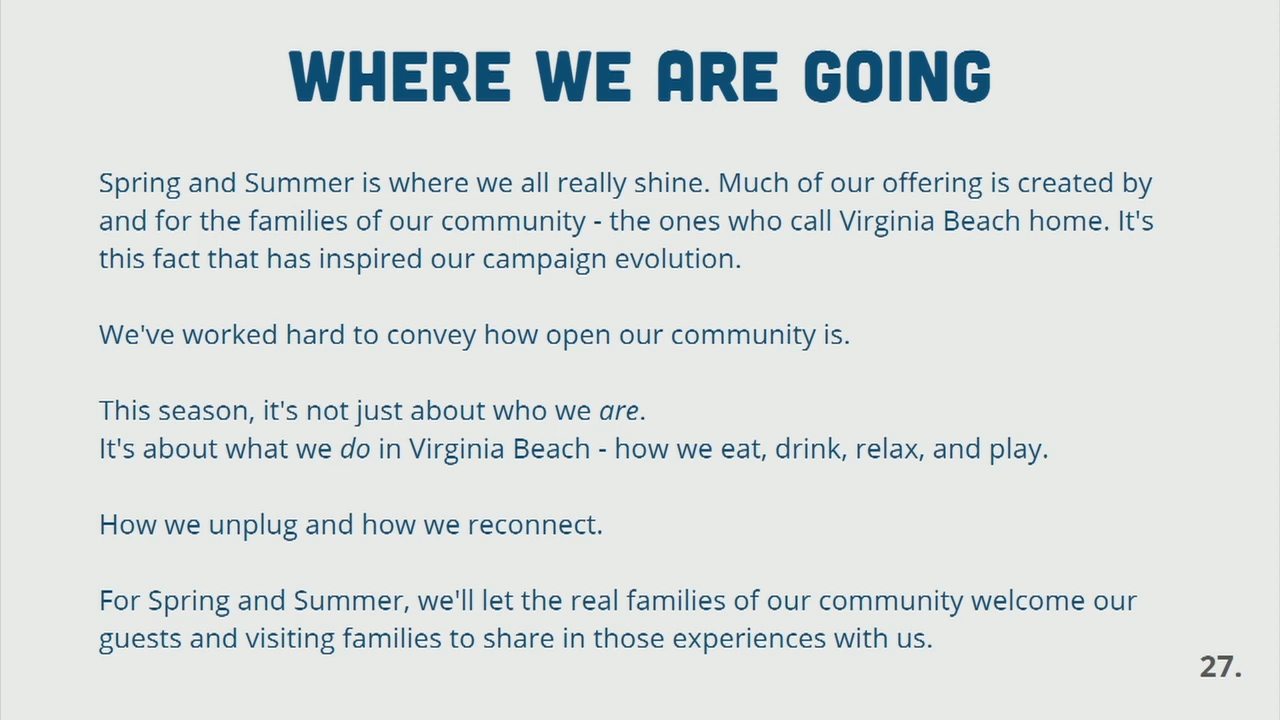 WHERE WE ARE GOING
Spring and Summer is where we all really shine. Much of our offering is created by
and for the families of our community - the ones who call Virginia Beach home. It's
this fact that has inspired our campaign evolution.
We've worked hard to convey how open our community is.
This season, it's not just about who we are.
It's about what we do in Virginia Beach - how we eat, drink, relax, and play.
How we unplug and how we reconnect.
For Spring and Summer, we'll let the real families of our community welcome our
guests and visiting families to share in those experiences with us.
27.